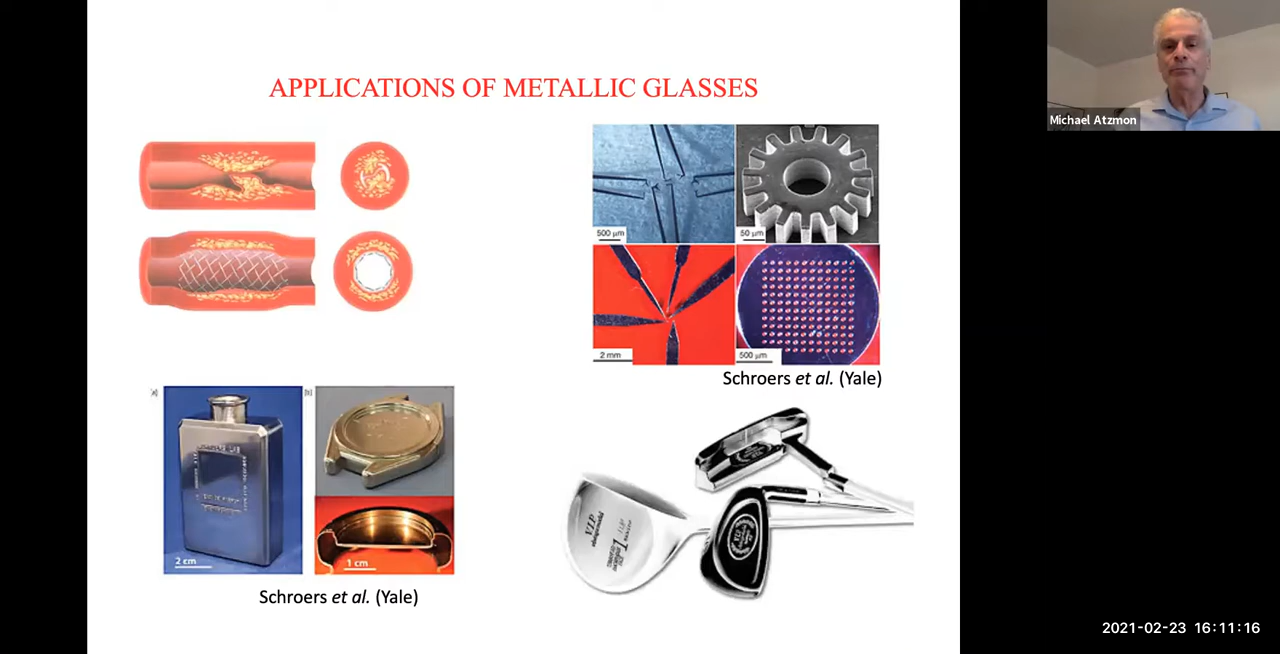 APPLICATIONS OF METALLIC GLASSES
Michael Atzmon
500 μm
50 μm
2 mm
500 μm
Schroers et al. (Yale)
[a]
[b]
2 cm
1 cm
Schroers et al. (Yale)
V.I.P
2021-02-23 16:11:16